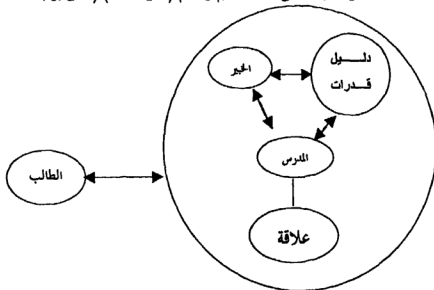 دليل
قدرات
الخبير
المدرس
الطالب
علاقة